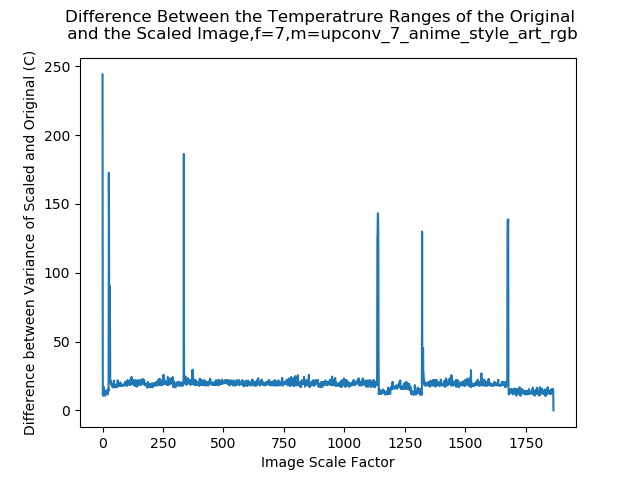 Difference Between the Temperatrure Ranges of the Original
and the Scaled Image,f=7,m=upconv_7_anime_style_art_rgb
Difference between Variance of Scaled and Original (C)
250
200
150
100
50
0
0 250 500 750 1000 1250 1500 1750
Image Scale Factor